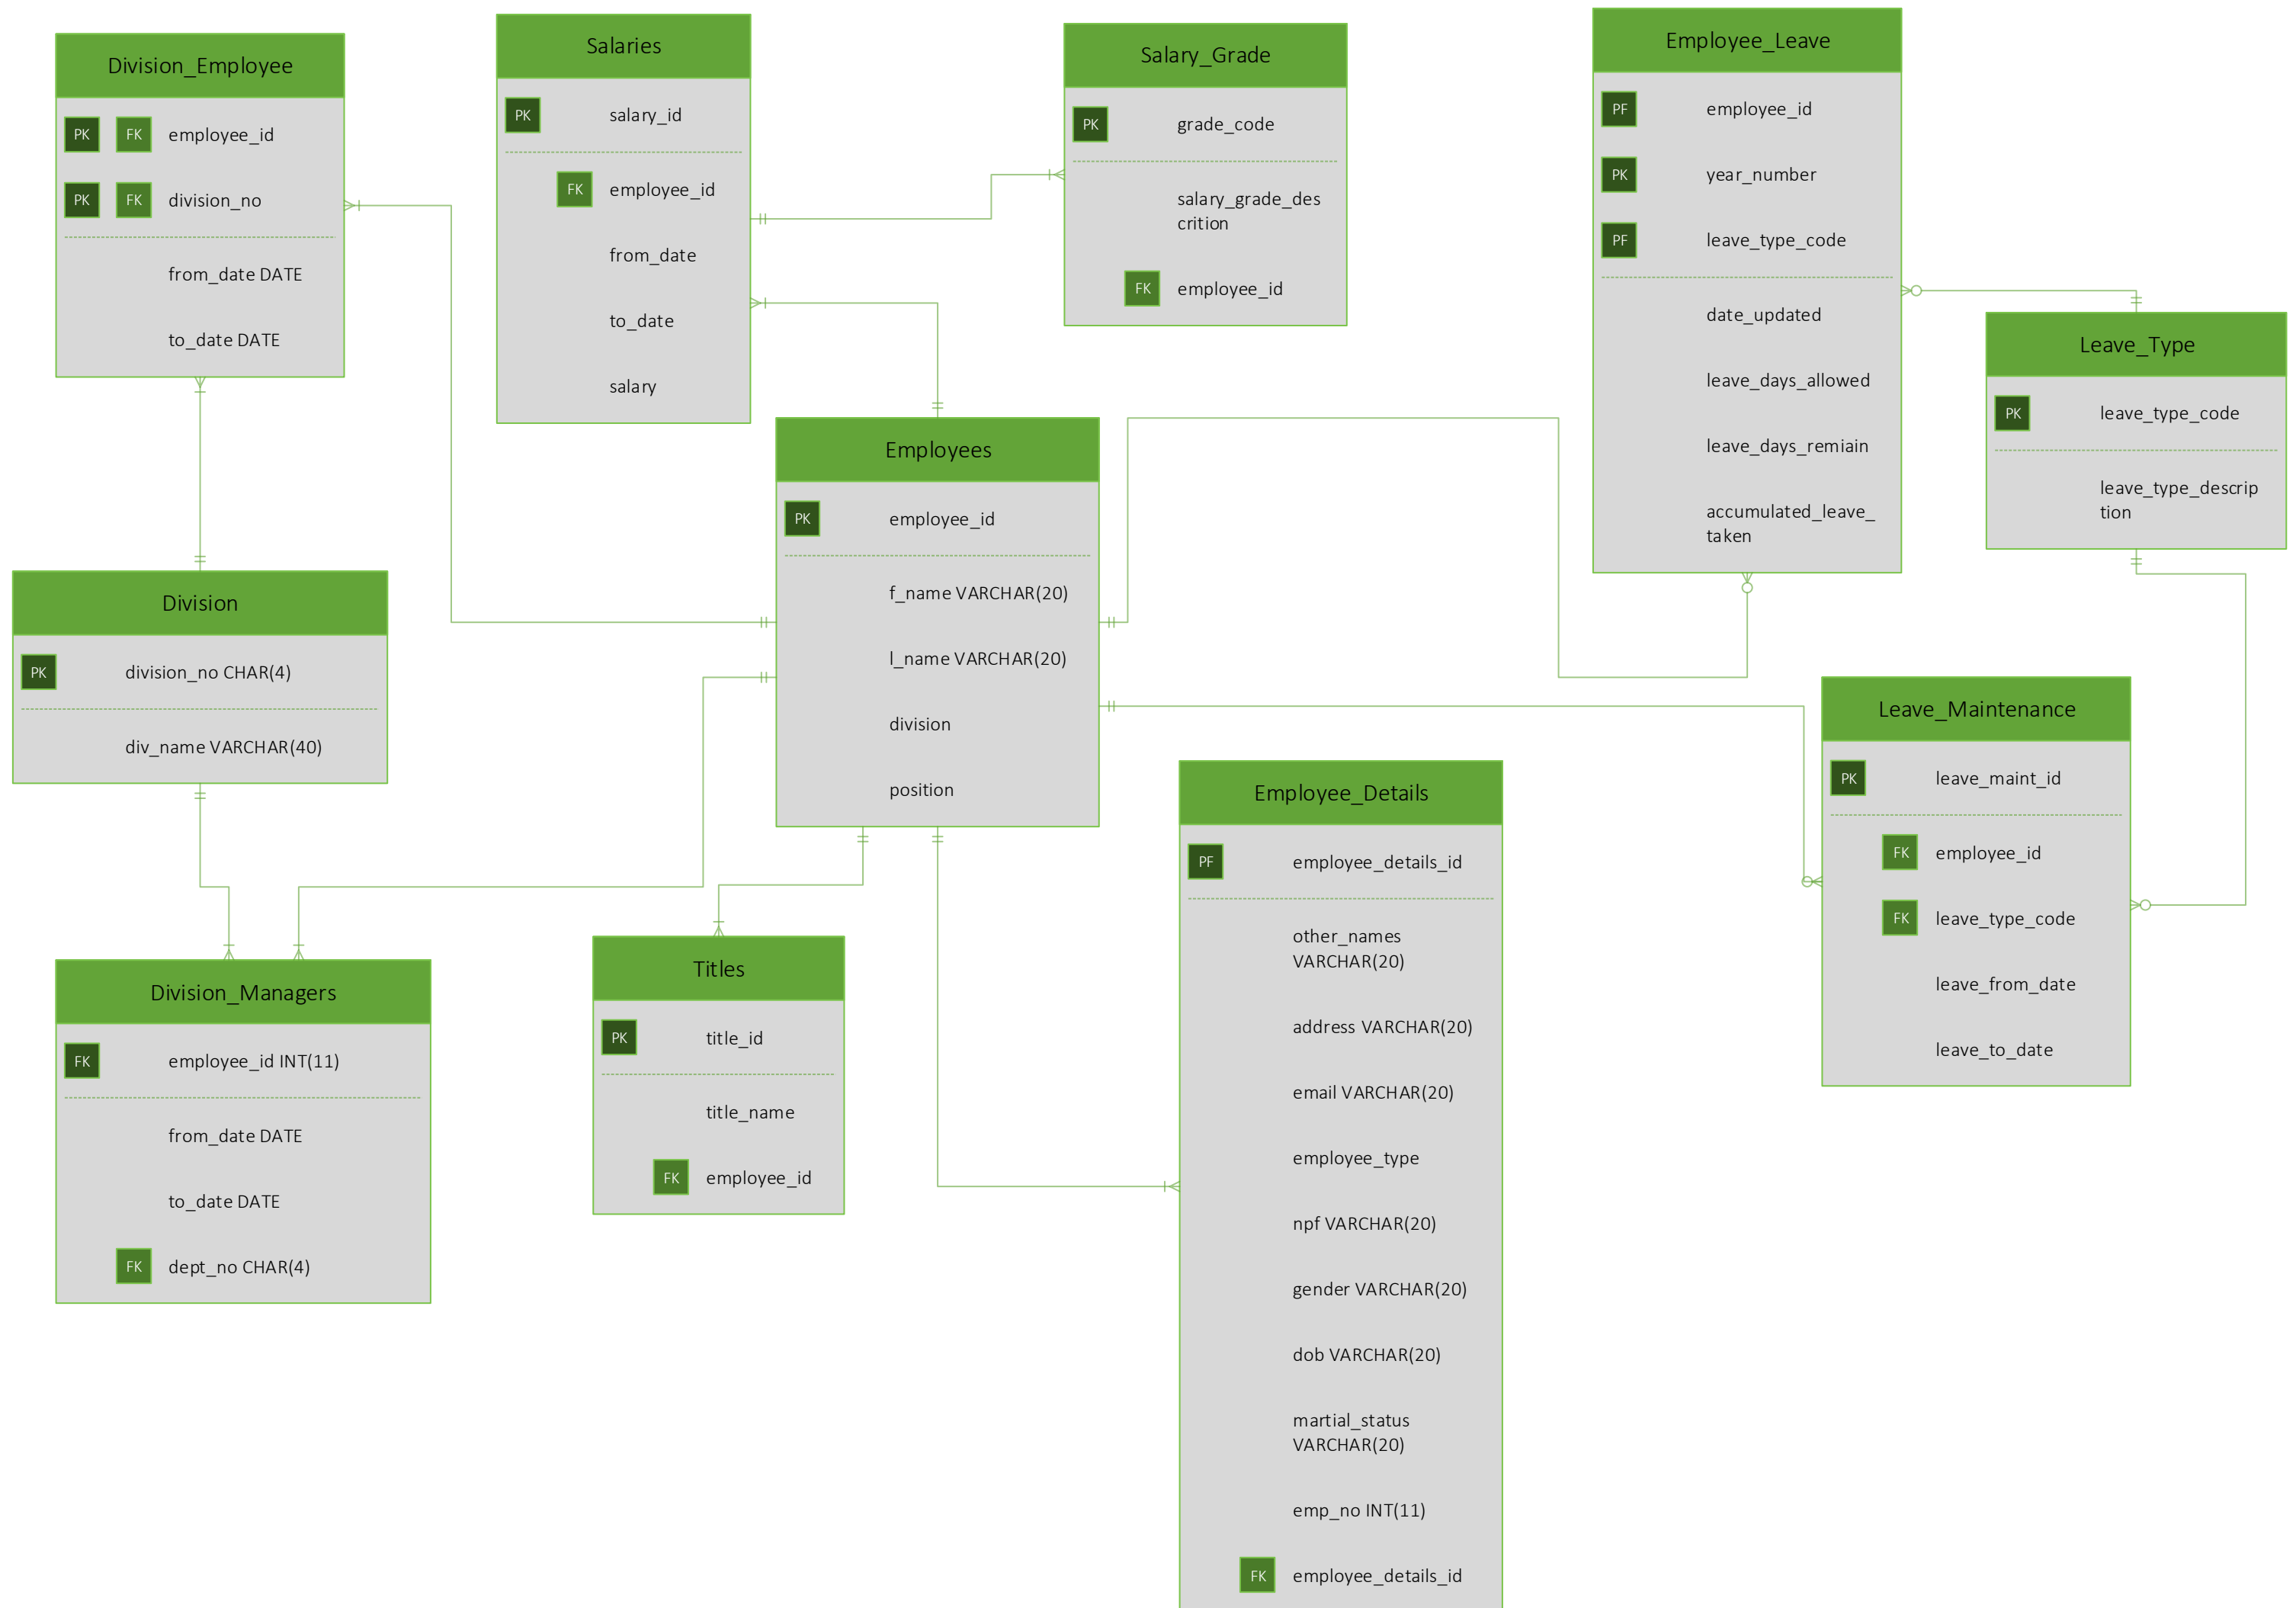 Division_Employee
PK FK employee_id
PK FK division_no
from_date DATE
to_date DATE
Salaries
PK salary_id
FK employee_id
from_date
to_date
salary
Salary_Grade
PK grade_code
salary_grade_des
crition
FK employee_id
Employee_Leave
PF employee_id
PK year_number
PF leave_type_code
date_updated
leave_days_allowed
leave_days_remiain
accumulated_leave_
taken
Leave_Type
PK leave_type_code
leave_type_descrip
tion
Employees
PK employee_id
f_name VARCHAR(20)
l_name VARCHAR(20)
division
position
Division
PK division_no CHAR(4)
div_name VARCHAR(40)
Leave_Maintenance
PK leave_maint_id
FK employee_id
FK leave_type_code
leave_from_date
leave_to_date
Division_Managers
FK employee_id INT(11)
from_date DATE
to_date DATE
FK dept_no CHAR(4)
Titles
PK title_id
title_name
FK employee_id
Employee_Details
PF employee_details_id
other_names
VARCHAR(20)
address VARCHAR(20)
email VARCHAR(20)
employee_type
npf VARCHAR(20)
gender VARCHAR(20)
dob VARCHAR(20)
martial_status
VARCHAR(20)
emp_no INT(11)
FK employee_details_id